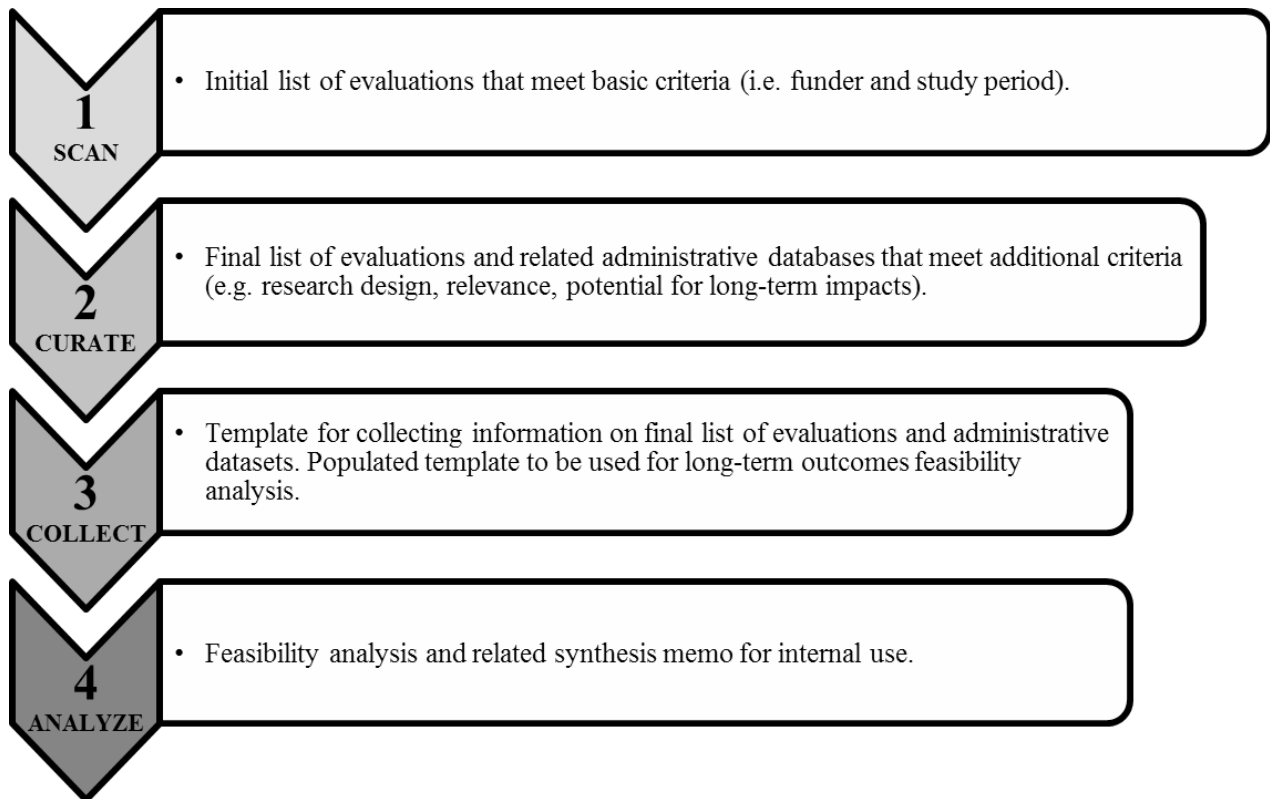 1
SCAN
• Initial list of evaluations that meet basic criteria (i.e. funder and study period).
2
CURATE
• Final list of evaluations and related administrative databases that meet additional criteria
(e.g. research design, relevance, potential for long-term impacts).
3
COLLECT
• Template for collecting information on final list of evaluations and administrative
datasets. Populated template to be used for long-term outcomes feasibility
analysis.
4
ANALYZE
• Feasibility analysis and related synthesis memo for internal use.